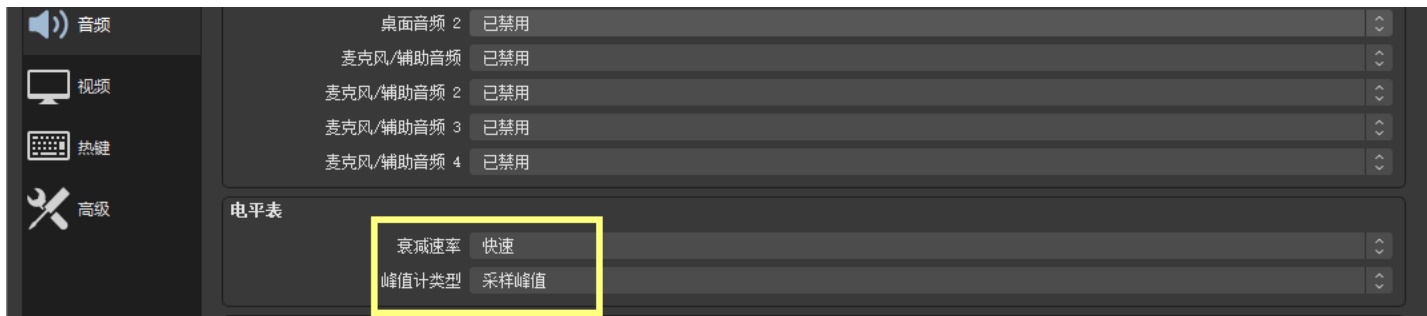 音频
视频
热键
高级
桌面音频 2 已禁用
麦克风/辅助音频 已禁用
麦克风/辅助音频 2 已禁用
麦克风/辅助音频 3 已禁用
麦克风/辅助音频 4 已禁用
电平表
衰减速率 快速
峰值计类型 采样峰值